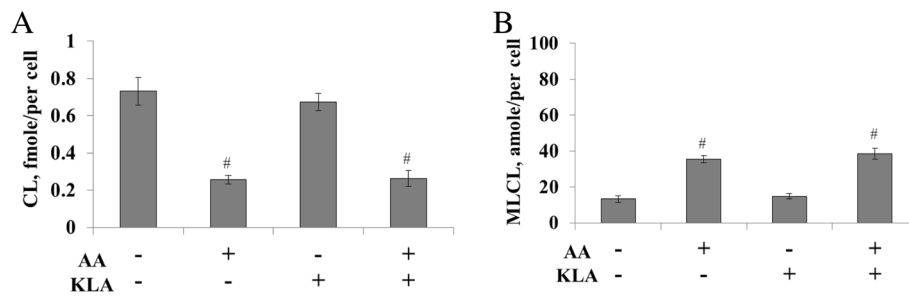 A
CL, fmole/per cell
1
0.8
0.6
0.4
0.2
0
#
#
AA - + - +
KLA - - + +
B
MLCL, amole/per cell
100
80
60
40
20
0
#
#
AA - + - +
KLA - - + +